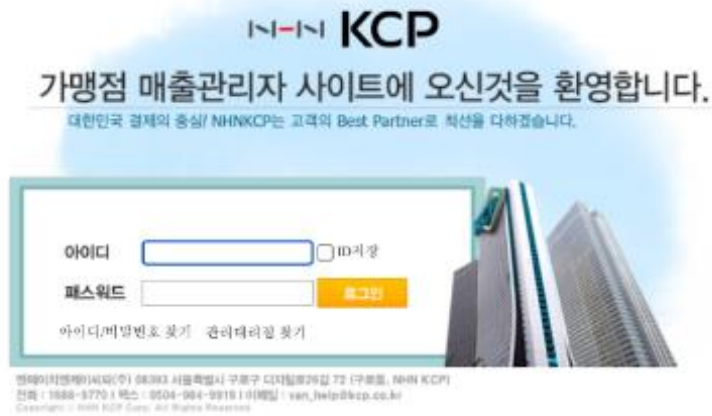 NHN KCP
가맹점 매출관리자 사이트에 오신것을 환영합니다.
대한민국 결제의 중심! NHNKCP는 고객의 Best Partner로 최선을 다하겠습니다.
아이디 ID저장
패스워드 로그인
아이디/비밀번호 찾기 관리대리점 찾기
엔에이치엔케이씨피(주) 08393 서울특별시 구로구 디지털로26길 72 (구로동, NHN KCP)
전화 : 1688-5770 | 팩스 : 0504-984-9915 | 이메일 : van_help@kcp.co.kr
Copyright ⓒ NHN KCP Corp. All Rights Reserved